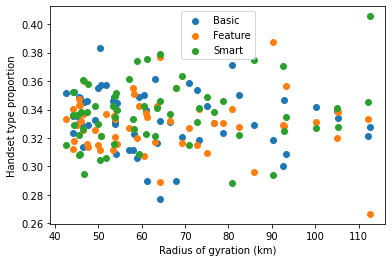 Basic
Feature
Smart
0.40
0.38
0.36
0.34
0.32
0.30
0.28
0.26
Handset type proportion
40 50 60 70 80 90 100 110
Radius of gyration (km)